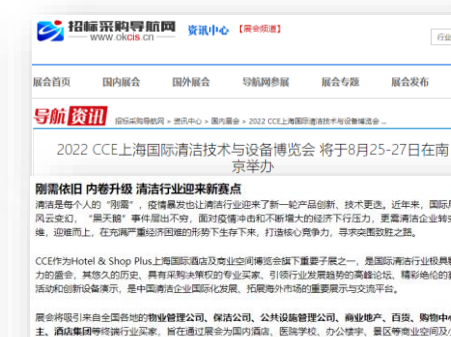 招标采购导航网
www.okcis.cn
资讯中心
【展会频道】
行业
展会首页 国内展会 国外展会 导航网参展 展会专题 展会发布
导航 资讯
招标采购导航网 » 资讯中心 » 国内展会 » 2022 CCE上海国际清洁技术与设备博览会 ...
2022 CCE上海国际清洁技术与设备博览会 将于8月25-27日在南
京举办
刚需依旧 内卷升级 清洁行业迎来新赛点
清洁是每个人的“刚需”，疫情暴发也让清洁行业迎来了新一轮产品创新、技术更迭。近年来，国际
风云变幻，“黑天鹅”事件层出不穷，面对疫情冲击和不断增大的经济下行压力，更需清洁企业转变
维，迎难而上，在充满严重经济困难的形势下生存下来，打造核心竞争力，寻求突围致胜之路。
CCE作为Hotel & Shop Plus上海国际酒店及商业空间博览会旗下重要子展之一，是国际清洁行业极具
力的盛会，其悠久的历史、具有采购决策权的专业买家、引领行业发展趋势的高峰论坛、精彩绝伦的
活动和创新设备演示，是中国清洁企业国际化发展、拓展海外市场的重要展示与交流平台。
展会将吸引来自全国各地的物业管理公司、保洁公司、公共设施管理公司、商业地产、百货、购物中心
主、酒店集团等终端行业买家，旨在通过展会为国内酒店、医院学校、办公楼宇、景区等商业空间及